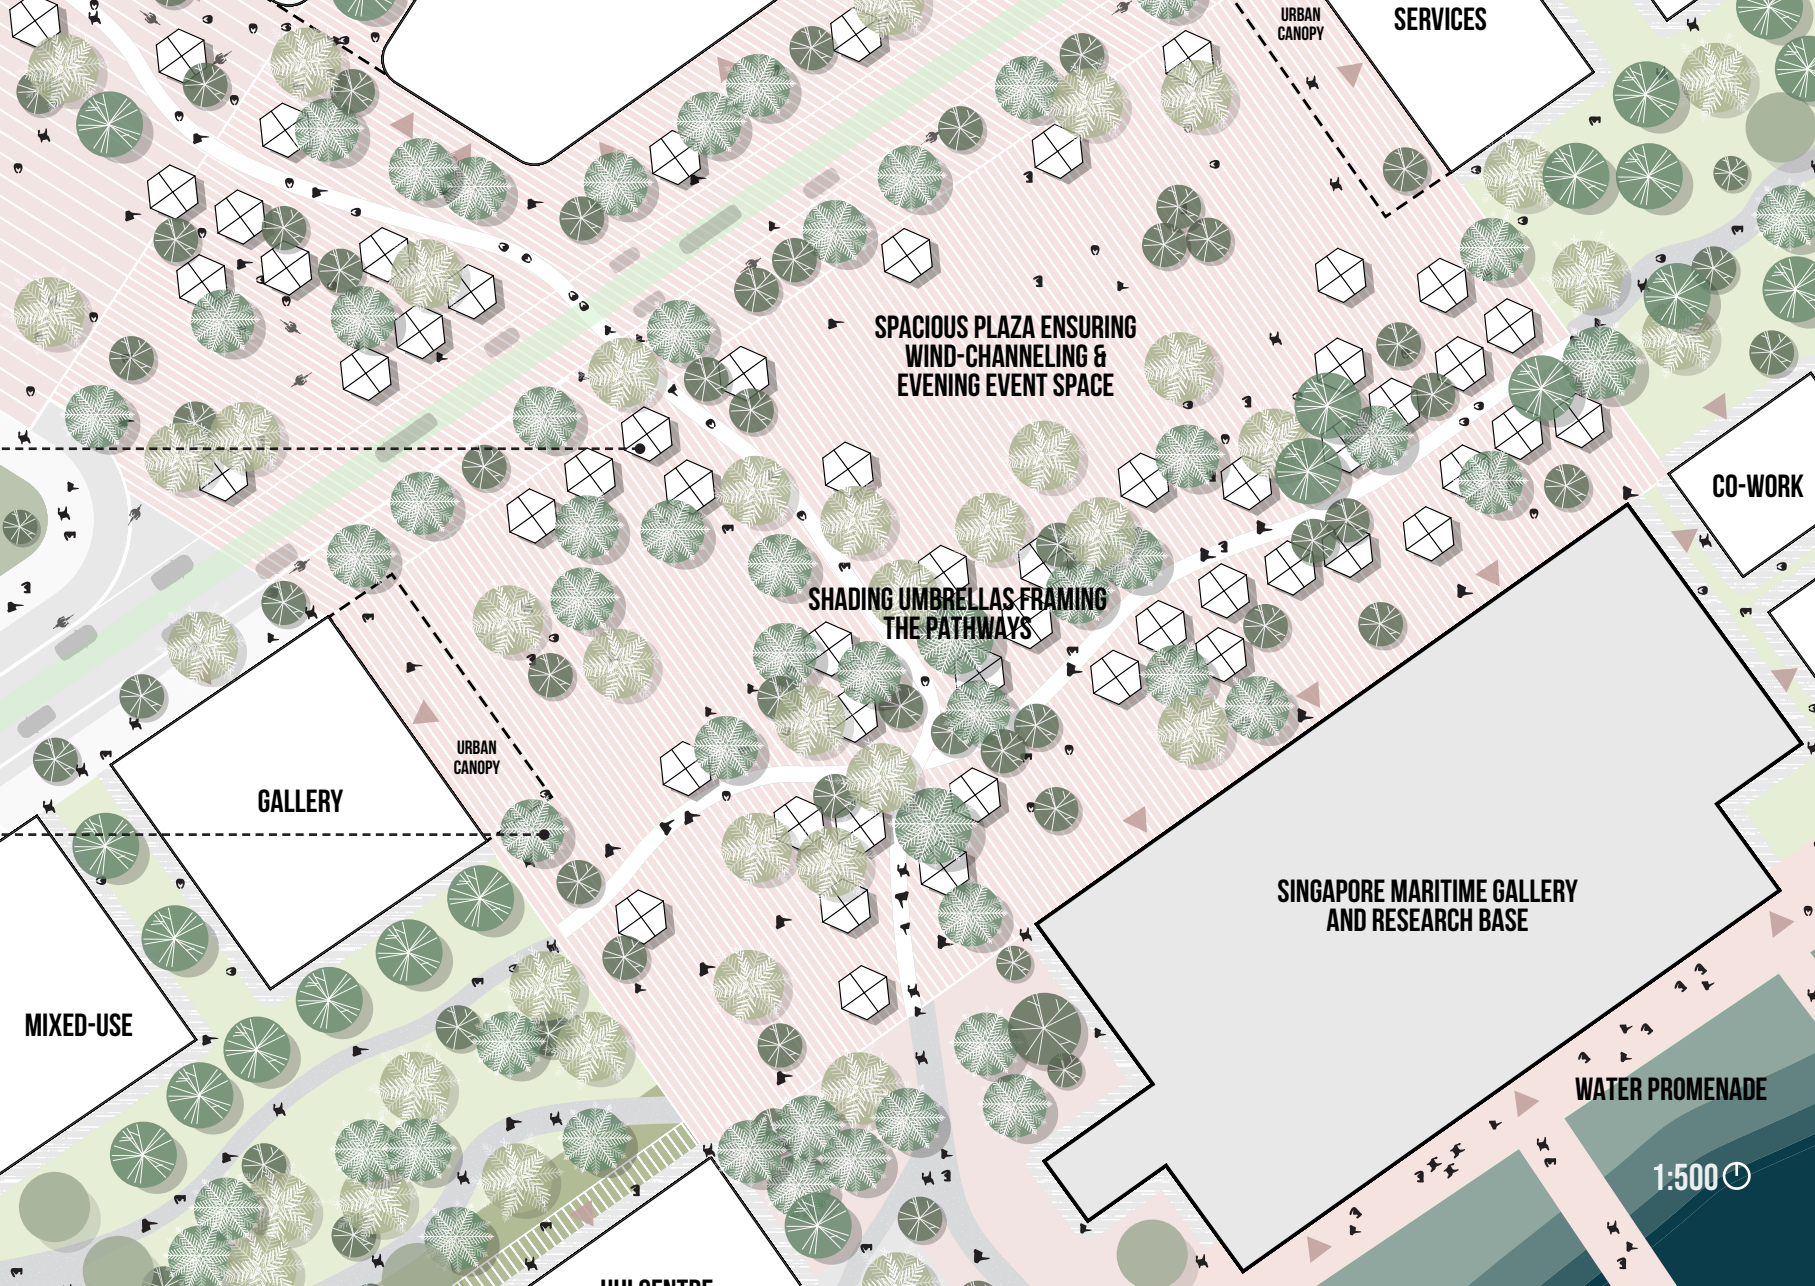 URBAN
CANOPY
SERVICES
SPACIOUS PLAZA ENSURING
WIND-CHANNELING &
EVENING EVENT SPACE
CO-WORK
SHADING UMBRELLAS FRAMING
THE PATHWAYS
URBAN
CANOPY
GALLERY
SINGAPORE MARITIME GALLERY
AND RESEARCH BASE
MIXED-USE
WATER PROMENADE
1:500